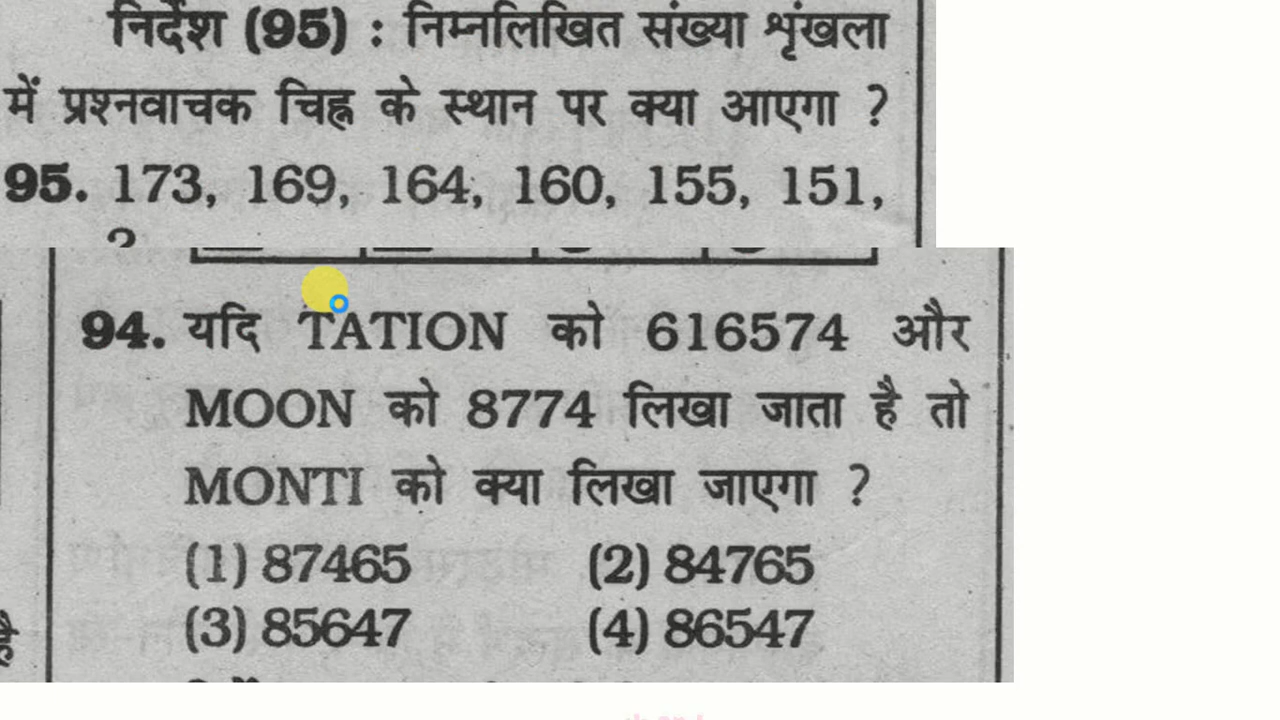 निर्देश (95) : निम्नलिखित संख्या शृंखला
में प्रश्नवाचक चिह्न के स्थान पर क्या आएगा ?
95. 173, 169, 164, 160, 155, 151,
?
94. यदि TATION को 616574 और
MOON को 8774 लिखा जाता है तो
MONTI को क्या लिखा जाएगा ?
(1) 87465 (2) 84765
(3) 85647 (4) 86547
है